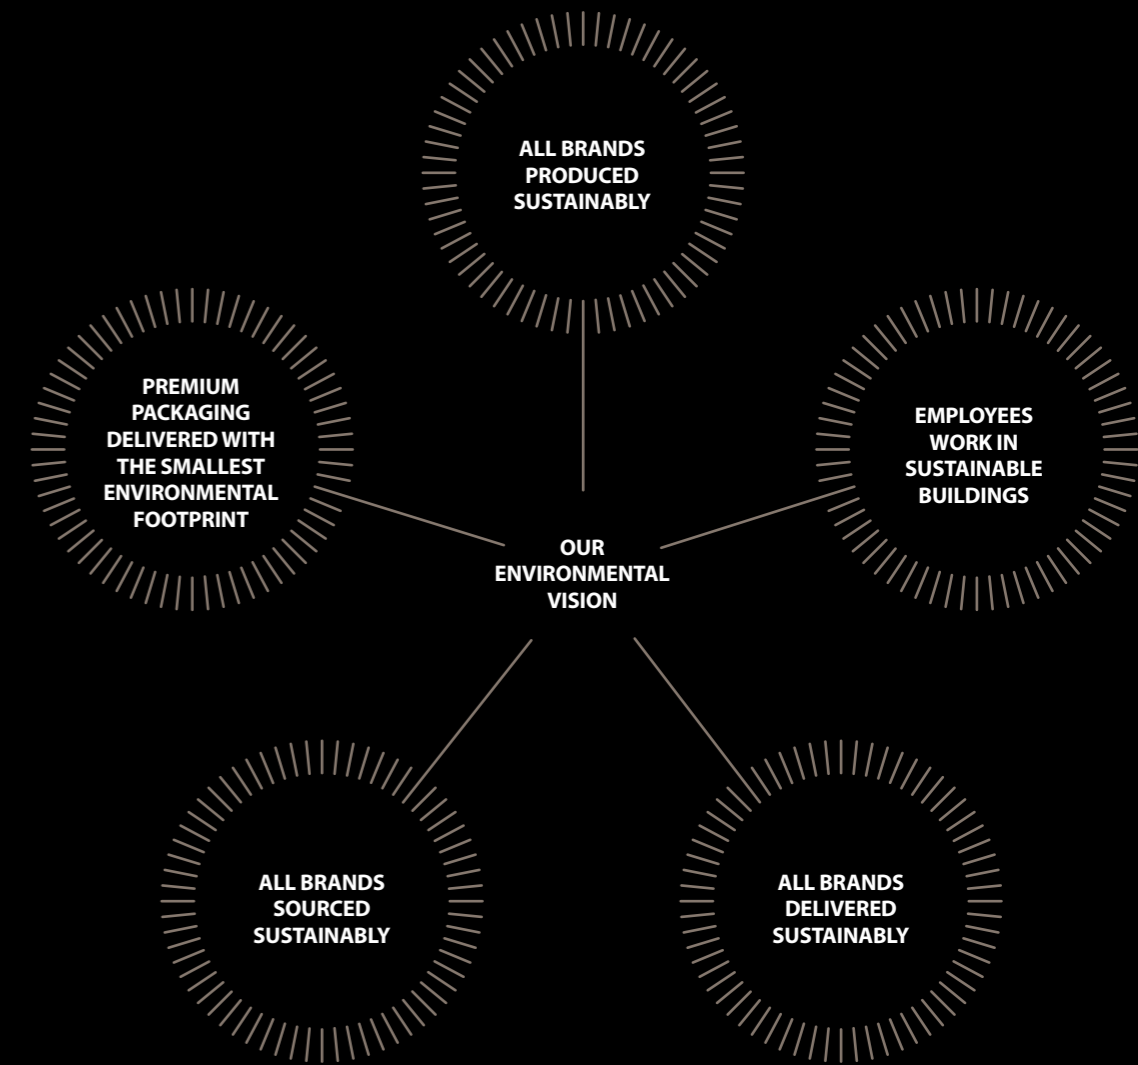 ALL BRANDS
PRODUCED
SUSTAINABLY
PREMIUM
PACKAGING
DELIVERED WITH
THE SMALLEST
ENVIRONMENTAL
FOOTPRINT
EMPLOYEES
WORK IN
SUSTAINABLE
BUILDINGS
OUR
ENVIRONMENTAL
VISION
ALL BRANDS
SOURCED
SUSTAINABLY
ALL BRANDS
DELIVERED
SUSTAINABLY